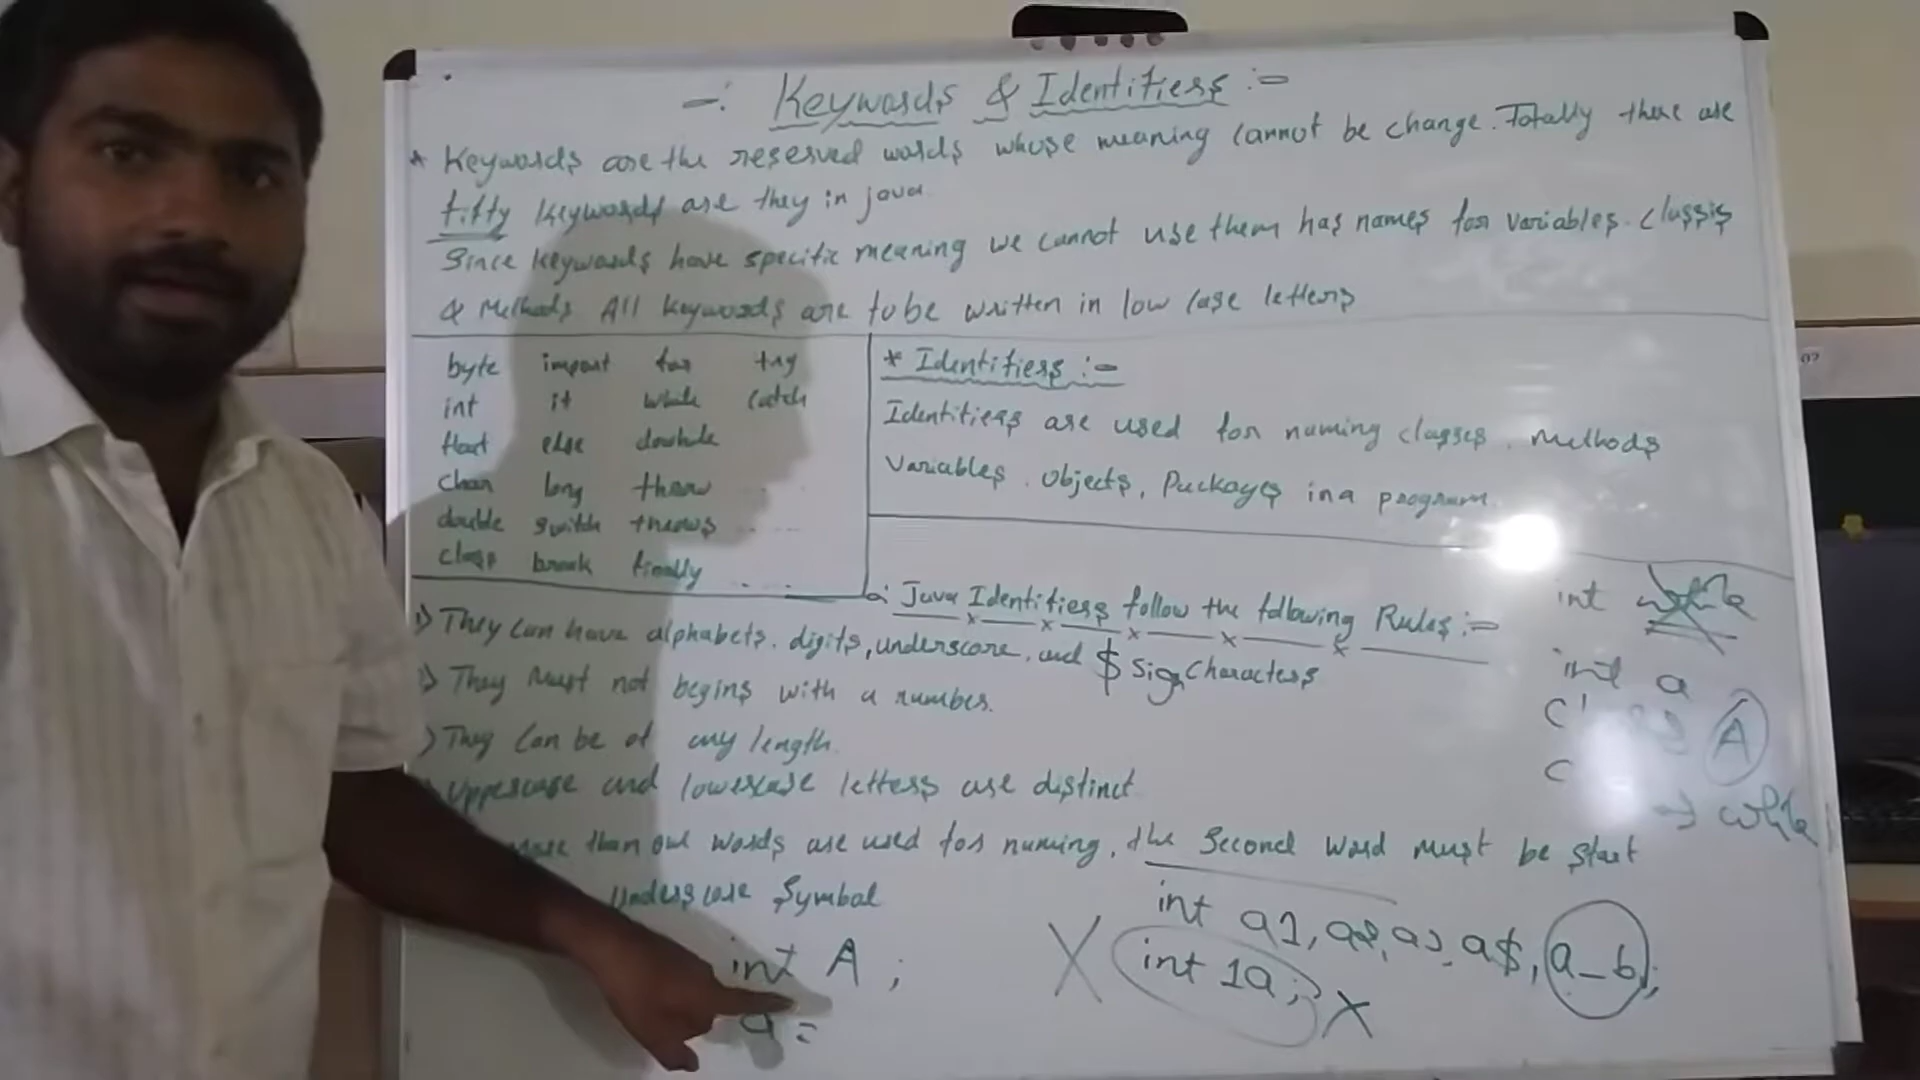 -: Keywords & Identifiers :-
* Keywords are the reserved words whose meaning cannot be change. Totally there are
fifty keywords are they in java.
Since keywords have specific meaning we cannot use them has names for variables. classis
& Methods. All keywords are to be written in low case letters
byte import for try
int if while catch
float else dowhile
char long throw
double switch throws
class break finally
* Identifiers :-
Identifiers are used for naming classes, methods
Variables, Objects, Packages in a program.
Java Identifiers follow the following Rules :-
1) They can have alphabets, digits, underscore, and $ Sign Characters
They must not begins with a number.
They can be of any length.
Uppercase and lowercase letters are distinct
more than one words are used for naming, the Second Word must be start
Underscore Symbol
int while
int a
A
→ while
int a1, a2, a3, a$, a_b;
X int 1a; X
int A ;
a =